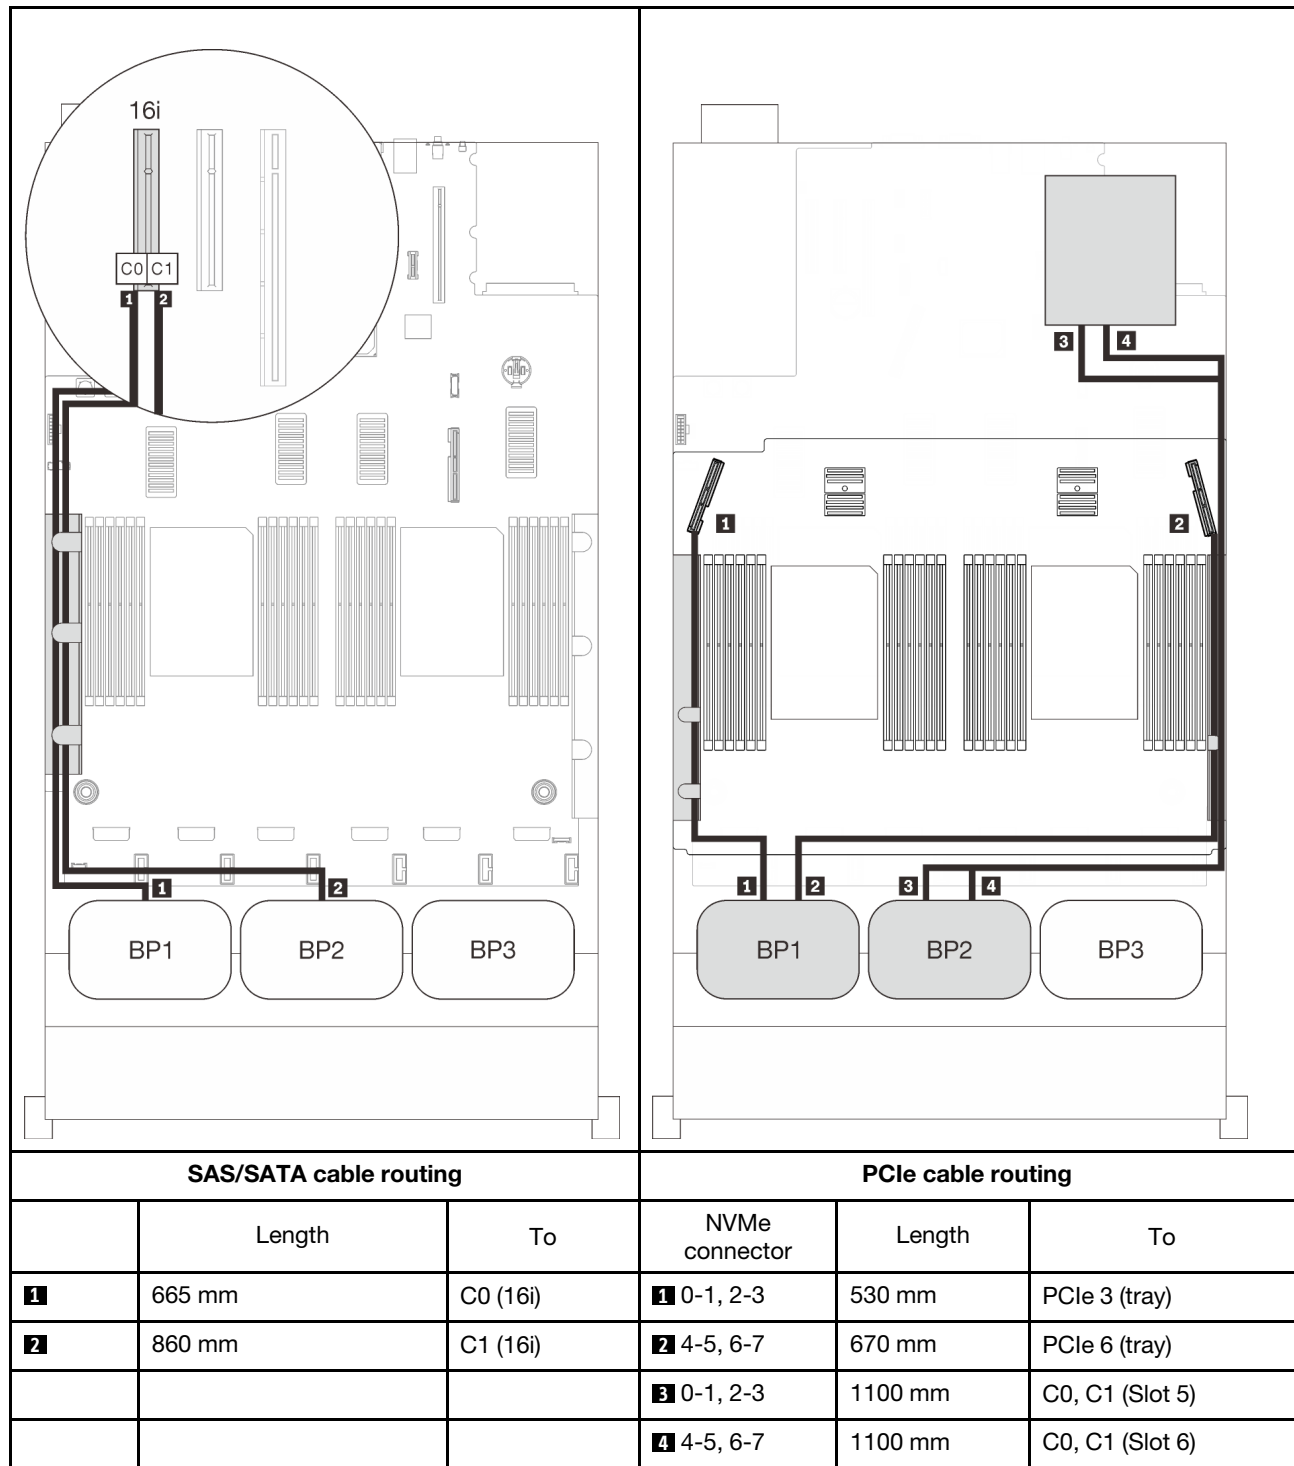 16i
C0 C1
1 2
1 2
BP1 BP2 BP3
3 4
1 2
1 2 3 4
BP1 BP2 BP3
SAS/SATA cable routing
PCIe cable routing
Length To
NVMe connector Length To
1 665 mm C0 (16i)
1 0-1, 2-3 530 mm PCIe 3 (tray)
2 860 mm C1 (16i)
2 4-5, 6-7 670 mm PCIe 6 (tray)
3 0-1, 2-3 1100 mm C0, C1 (Slot 5)
4 4-5, 6-7 1100 mm C0, C1 (Slot 6)